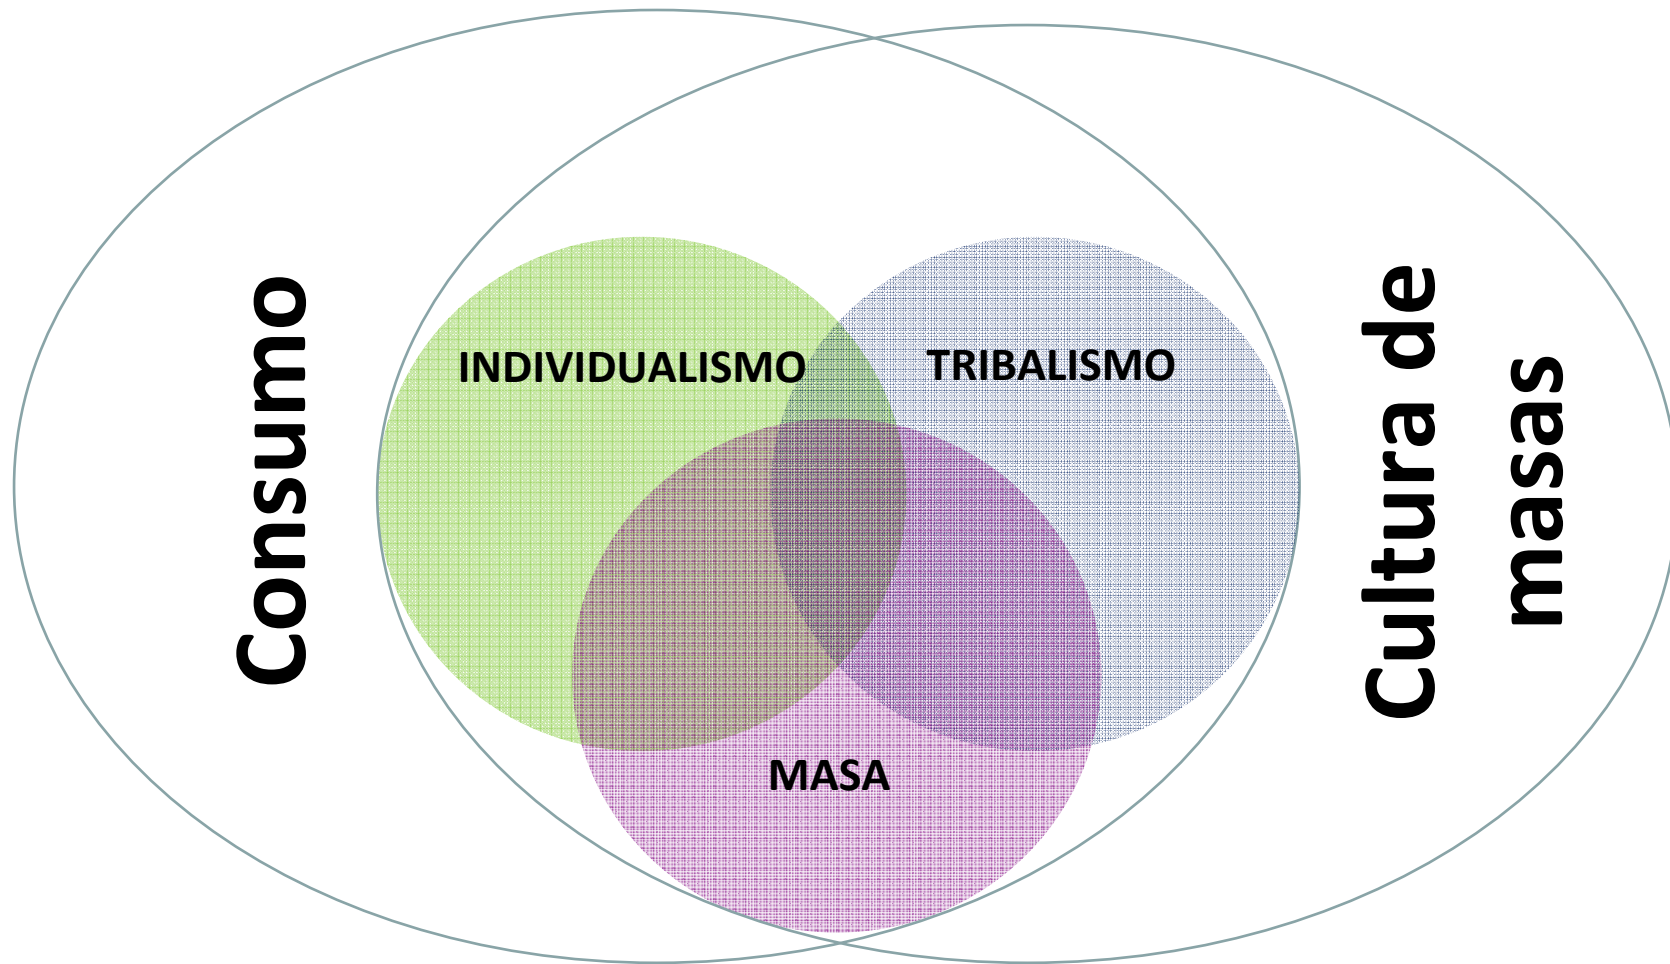 Consumo
INDIVIDUALISMO
TRIBALISMO
MASA
Cultura de
masas